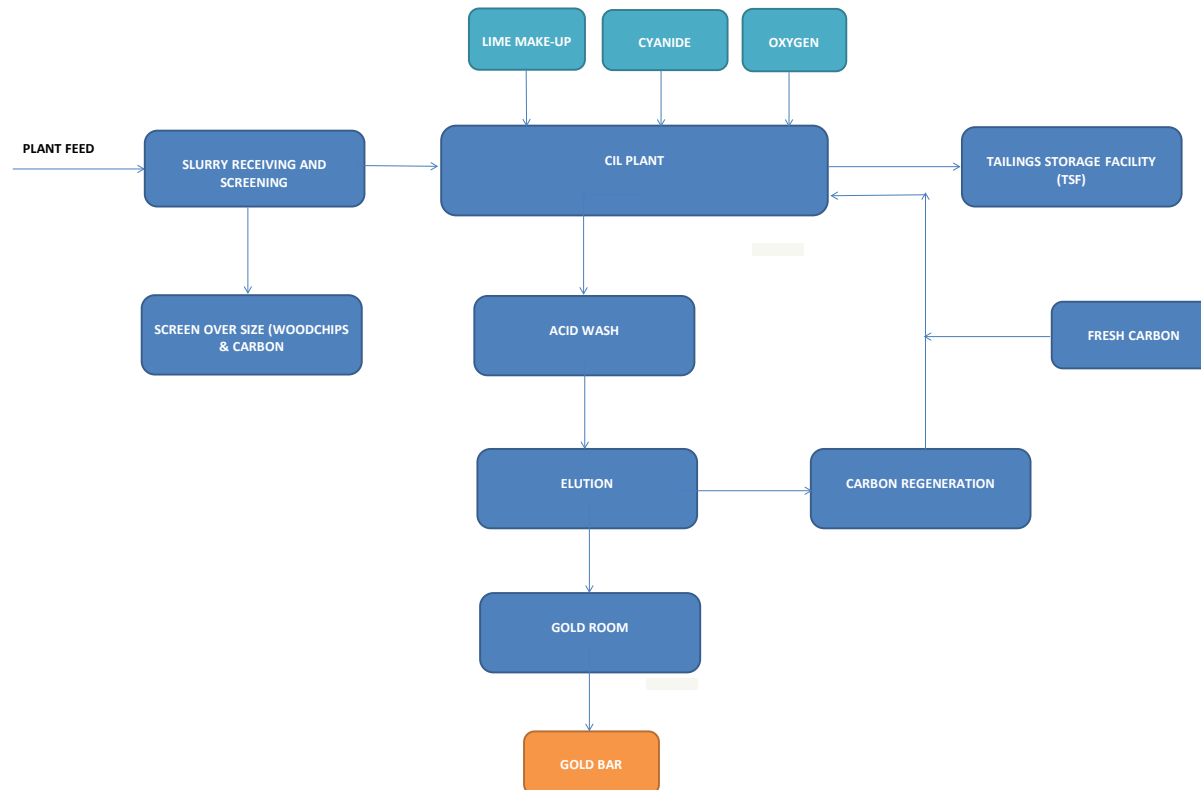 LIME MAKE-UP
CYANIDE
OXYGEN
PLANT FEED
SLURRY RECEIVING AND
SCREENING
CIL PLANT
TAILINGS STORAGE FACILITY
(TSF)
SCREEN OVER SIZE (WOODCHIPS
& CARBON
ACID WASH
FRESH CARBON
ELUTION
CARBON REGENERATION
GOLD ROOM
GOLD BAR